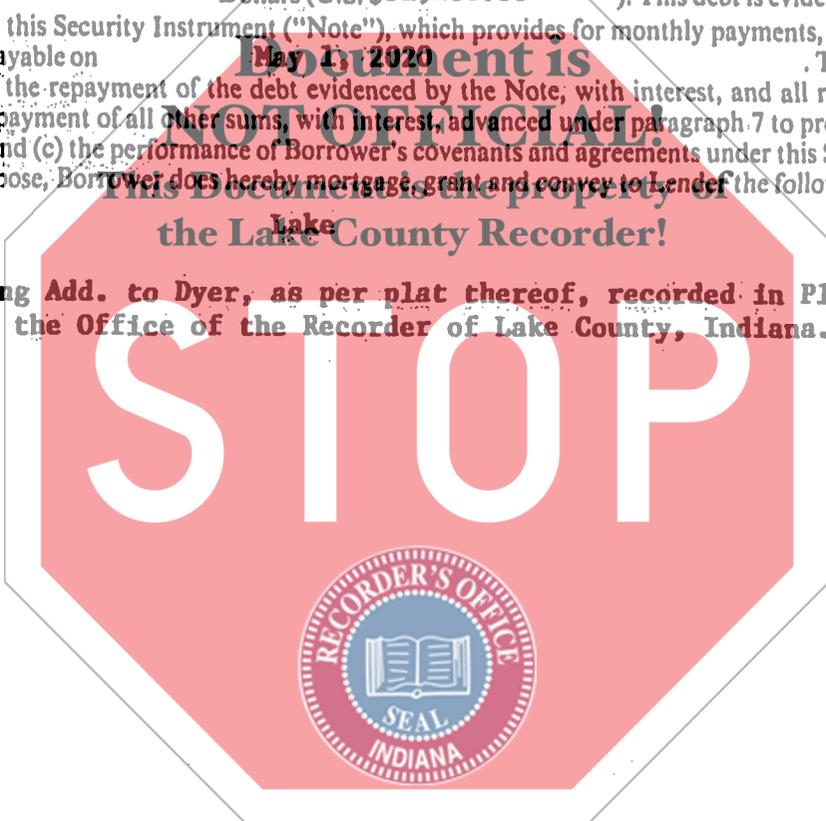 ). This debt is
this Security Instrument ("Note"), which provides for monthly payments,
ayable on May 1, 2020
Document is
the repayment of the debt evidenced by the Note, with interest, and all
NOT OFFICIAL!
ayment of all other sums, with interest, advanced under paragraph 7 to
nd (c) the performance of Borrower's covenants and agreements under this
ose, Borrower does hereby mortgage, grant and convey to Lender the
This Document is the property of
Lake
the Lake County Recorder!
ng Add. to Dyer, as per plat thereof, recorded in Pl
the Office of the Recorder of Lake County, Indiana.
STOP
RECORDER'S OFFICE
SEAL
INDIANA